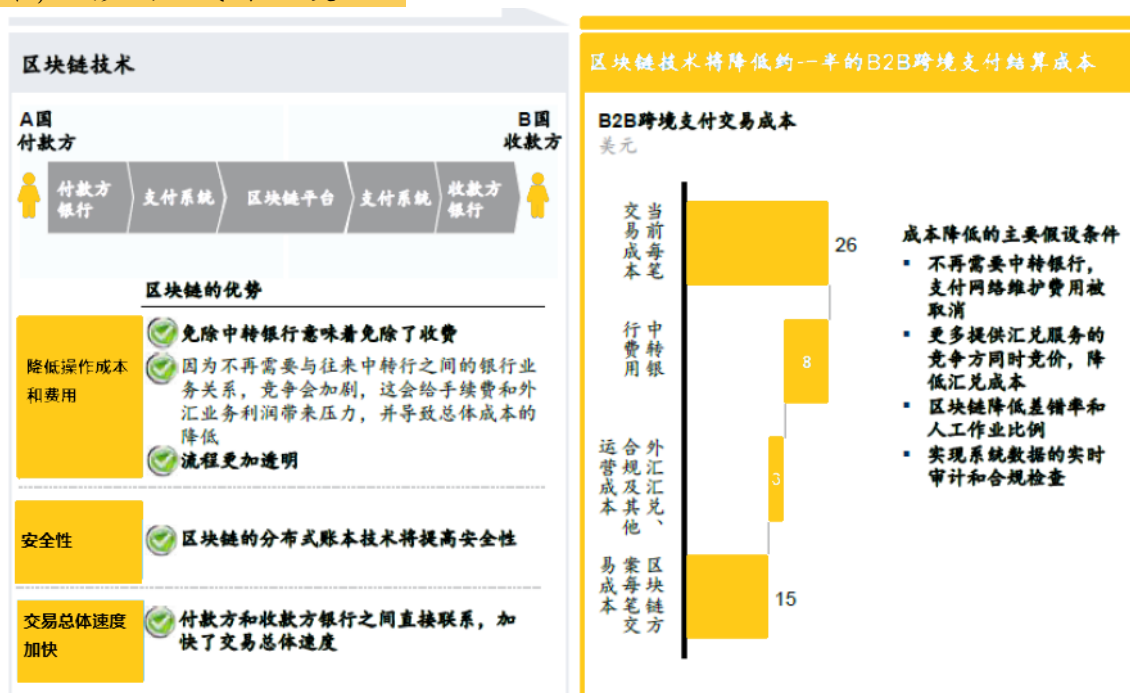 区块链技术
A国
付款方
B国
收款方
付款方
银行
支付系统
区块链平台
支付系统
收款方
银行
区块链的优势
降低操作成本
和费用
免除中转银行意味着免除了收费
因为不再需要与往来中转行之间的银行业
务关系，竞争会加剧，这会给手续费和外
汇业务利润带来压力，并导致总体成本的
降低
流程更加透明
安全性
区块链的分布式账本技术将提高安全性
交易总体速度
加快
付款方和收款方银行之间直接联系，加
快了交易总体速度
区块链技术将降低约--半的B2B跨境支付结算成本
B2B跨境支付交易成本
美元
当前每笔
交易成本
26
中转银
行费用
8
外汇汇兑、
合规及其他
运营成本
3
区块链方
案每笔交
易成本
15
成本降低的主要假设条件
▪ 不再需要中转银行，
支付网络维护费用被
取消
▪ 更多提供汇兑服务的
竞争方同时竞价，降
低汇兑成本
▪ 区块链降低差错率和
人工作业比例
▪ 实现系统数据的实时
审计和合规检查